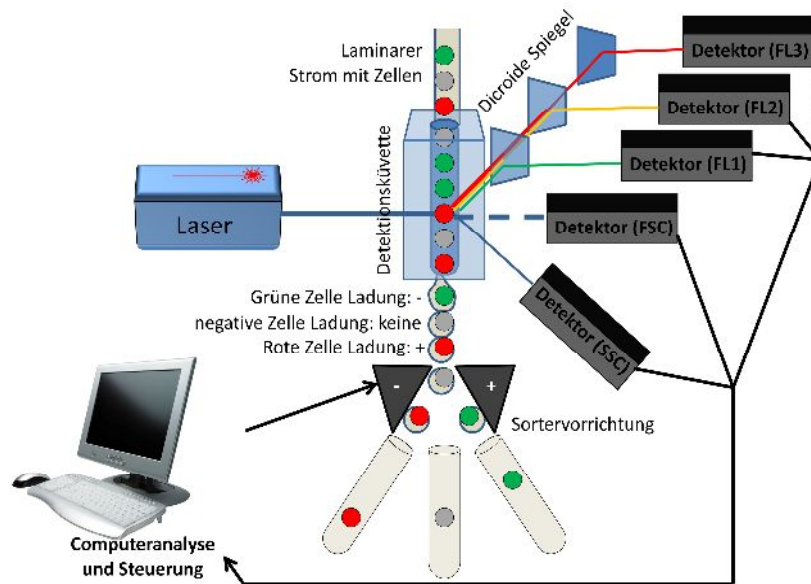 Laminarer
Strom mit Zellen
Dicroide Spiegel
Detektor (FL3)
Detektor (FL2)
Detektor (FL1)
Laser
Detektionsküvette
Detektor (FSC)
Detektor (SSC)
Grüne Zelle Ladung: -
negative Zelle Ladung: keine
Rote Zelle Ladung: +
-
+
Sortervorrichtung
Computeranalyse
und Steuerung